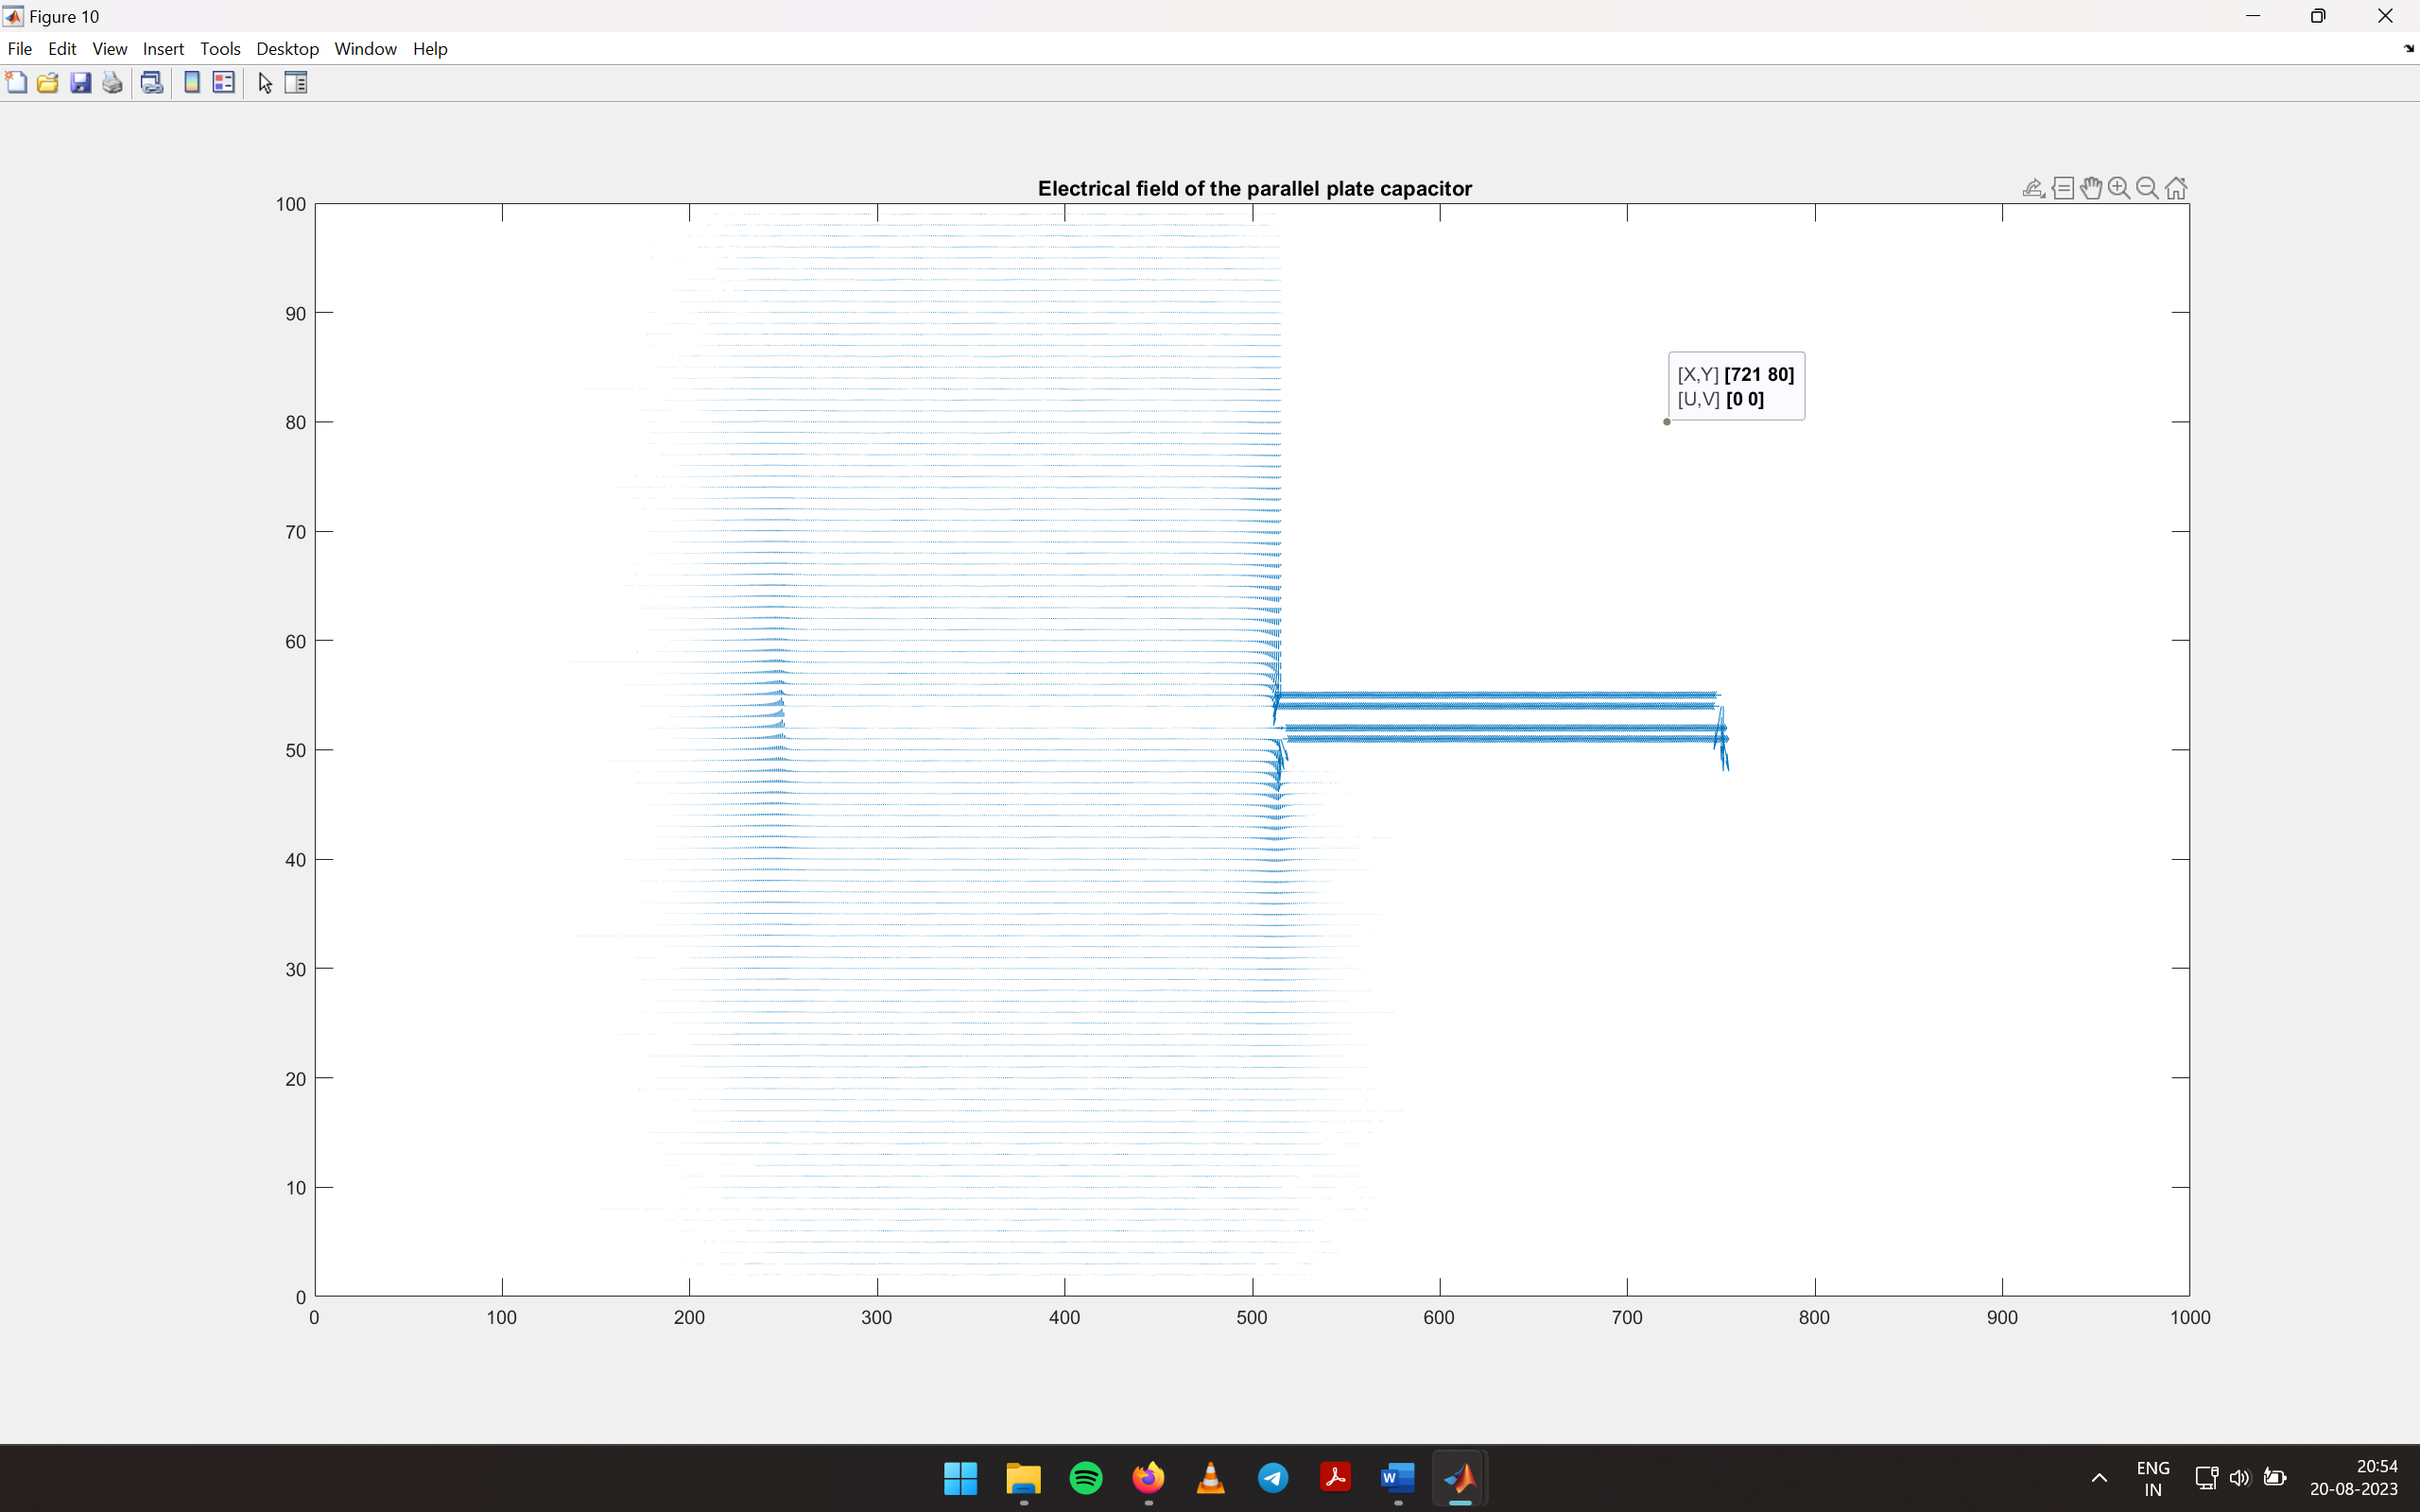 Figure 10
File Edit View Insert Tools Desktop Window Help
Electrical field of the parallel plate capacitor
100
90
80
70
60
50
40
30
20
10
0
[X,Y] [721 80]
[U,V] [0 0]
0 100 200 300 400 500 600 700 800 900 1000
W
ENG
IN
20:54
20-08-2023